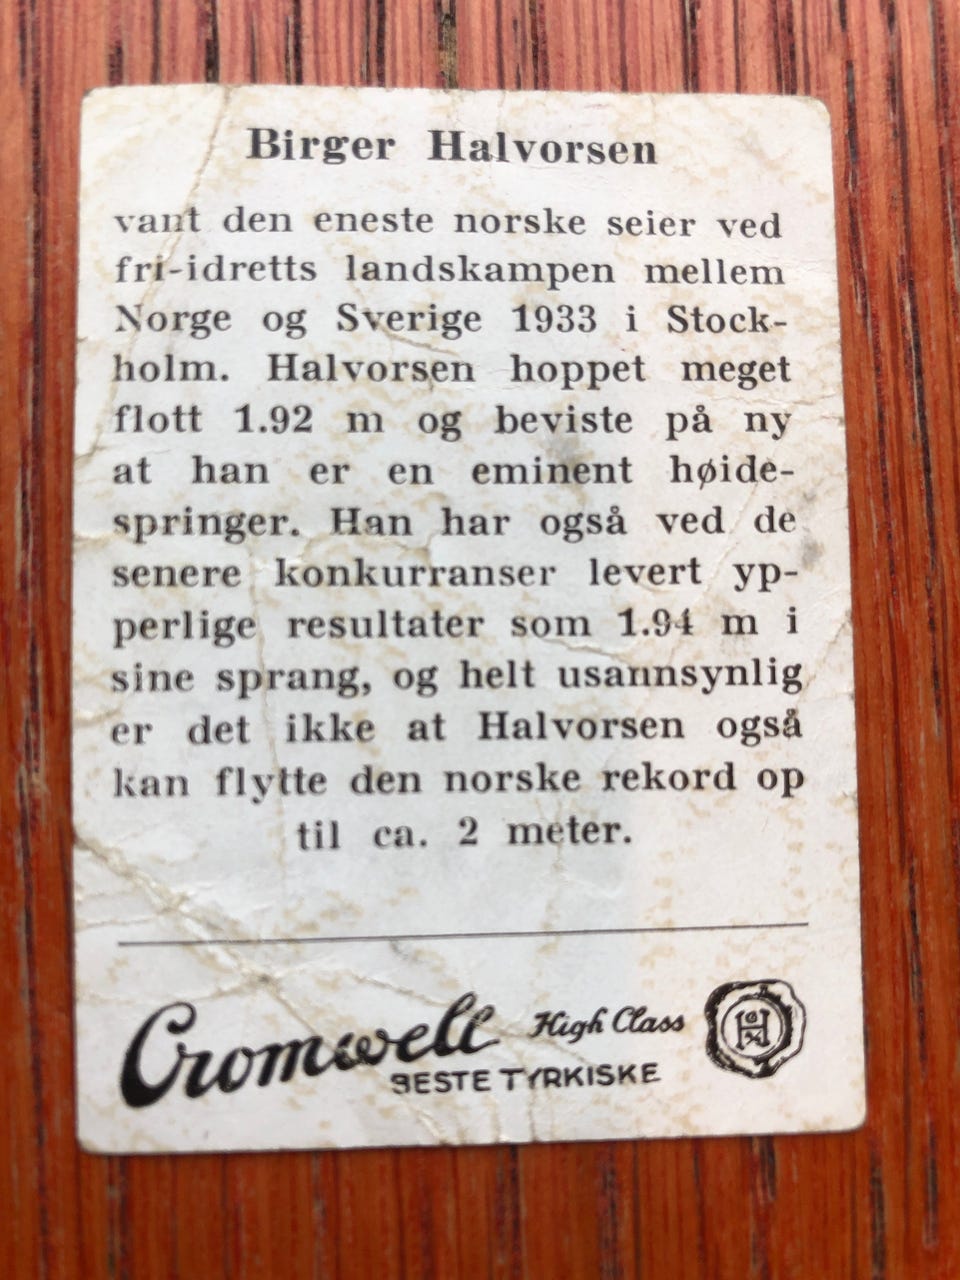 Birger Halvorsen
vant den eneste norske seier ved
fri-idretts landskampen mellem
Norge og Sverige 1933 i Stock-
holm. Halvorsen hoppet meget
flott 1.92 m og beviste på ny
at han er en eminent høide-
springer. Han har også ved de
senere konkurranser levert yp-
perlige resultater som 1.94 m i
sine sprang, og helt usannsynlig
er det ikke at Halvorsen også
kan flytte den norske rekord op
til ca. 2 meter.
Cromwell High Class
BESTE TYRKISKE